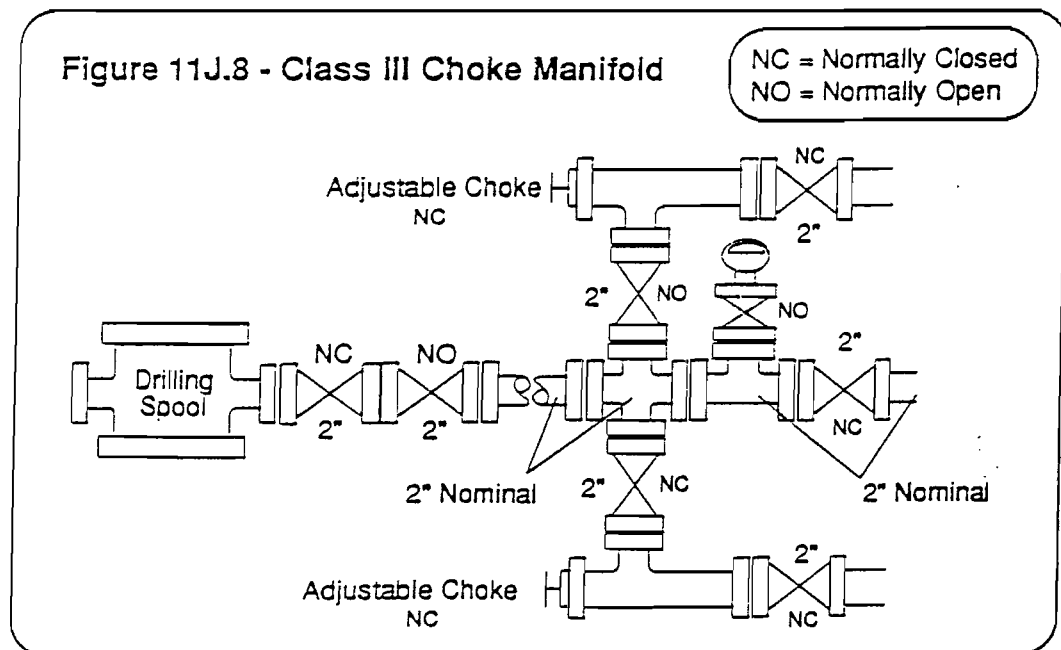 Figure 11J.8 - Class III Choke Manifold
NC = Normally Closed
NO = Normally Open
Adjustable Choke
NC
NC
2"
2"
NO
NO
Drilling
Spool
NC
2"
NO
2"
2"
NC
2" Nominal
2"
NC
2" Nominal
Adjustable Choke
NC
2"
NC